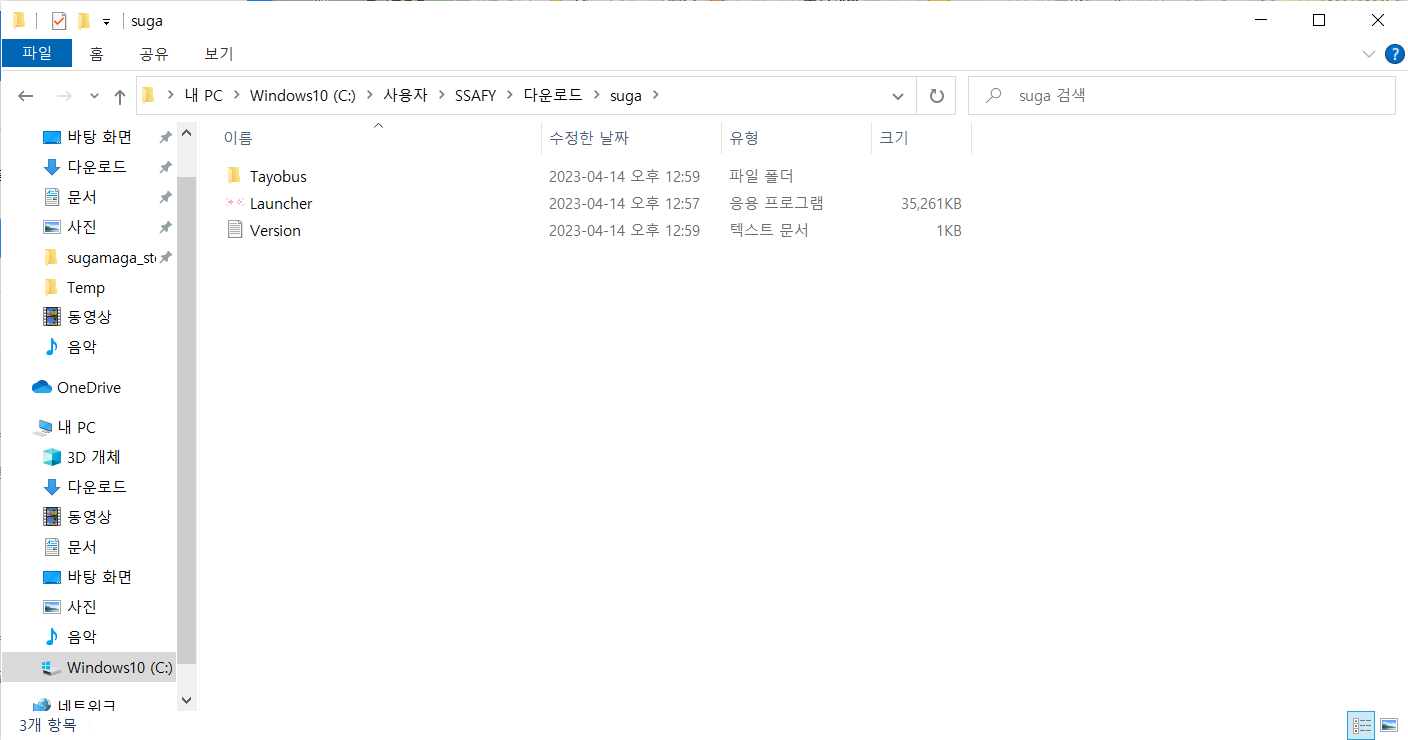 suga
파일 홈 공유 보기
내 PC Windows10 (C:) 사용자 SSAFY 다운로드 suga
suga 검색
바탕 화면
다운로드
문서
사진
sugamaga_st
Temp
동영상
음악
OneDrive
내 PC
3D 개체
다운로드
동영상
문서
바탕 화면
사진
음악
Windows10 (C:)
네트워크
이름 수정한 날짜 유형 크기
Tayobus 2023-04-14 오후 12:59 파일 폴더
Launcher 2023-04-14 오후 12:57 응용 프로그램 35,261KB
Version 2023-04-14 오후 12:59 텍스트 문서 1KB
3개 항목